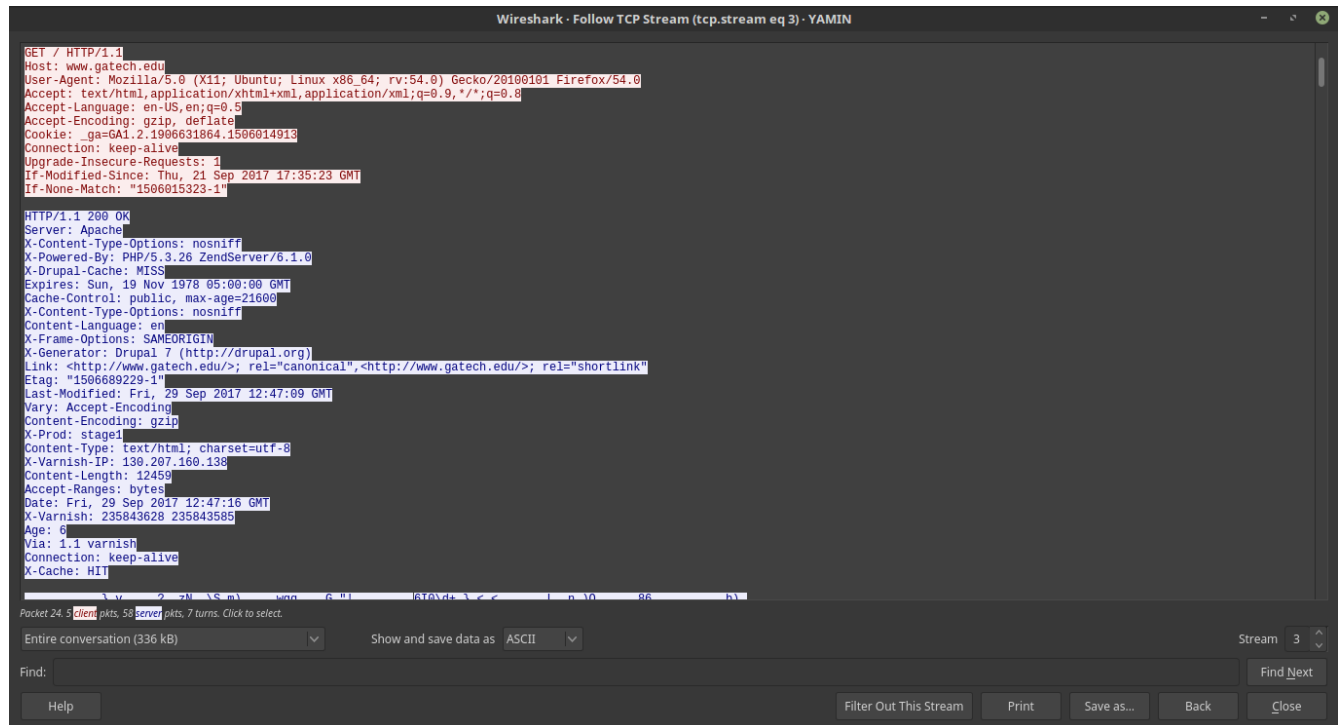 Wireshark · Follow TCP Stream (tcp.stream eq 3) · YAMIN
GET / HTTP/1.1
Host: www.gatech.edu
User-Agent: Mozilla/5.0 (X11; Ubuntu; Linux x86_64; rv:54.0) Gecko/20100101 Firefox/54.0
Accept: text/html,application/xhtml+xml,application/xml;q=0.9,*/*;q=0.8
Accept-Language: en-US,en;q=0.5
Accept-Encoding: gzip, deflate
Cookie: _ga=GA1.2.1906631864.1506014913
Connection: keep-alive
Upgrade-Insecure-Requests: 1
If-Modified-Since: Thu, 21 Sep 2017 17:35:23 GMT
If-None-Match: "1506015323-1"
HTTP/1.1 200 OK
Server: Apache
X-Content-Type-Options: nosniff
X-Powered-By: PHP/5.3.26 ZendServer/6.1.0
X-Drupal-Cache: MISS
Expires: Sun, 19 Nov 1978 05:00:00 GMT
Cache-Control: public, max-age=21600
X-Content-Type-Options: nosniff
Content-Language: en
X-Frame-Options: SAMEORIGIN
X-Generator: Drupal 7 (http://drupal.org)
Link: <http://www.gatech.edu/>; rel="canonical",<http://www.gatech.edu/>; rel="shortlink"
Etag: "1506689229-1"
Last-Modified: Fri, 29 Sep 2017 12:47:09 GMT
Vary: Accept-Encoding
Content-Encoding: gzip
X-Prod: stage1
Content-Type: text/html; charset=utf-8
X-Varnish-IP: 130.207.160.138
Content-Length: 12459
Accept-Ranges: bytes
Date: Fri, 29 Sep 2017 12:47:16 GMT
X-Varnish: 235843628 235843585
Age: 6
Via: 1.1 varnish
Connection: keep-alive
X-Cache: HIT
Packet 24. 5 client pkts, 58 server pkts, 7 turns. Click to select.
Entire conversation (336 kB) Show and save data as ASCII Stream 3
Find: Find Next
Help Filter Out This Stream Print Save as... Back Close